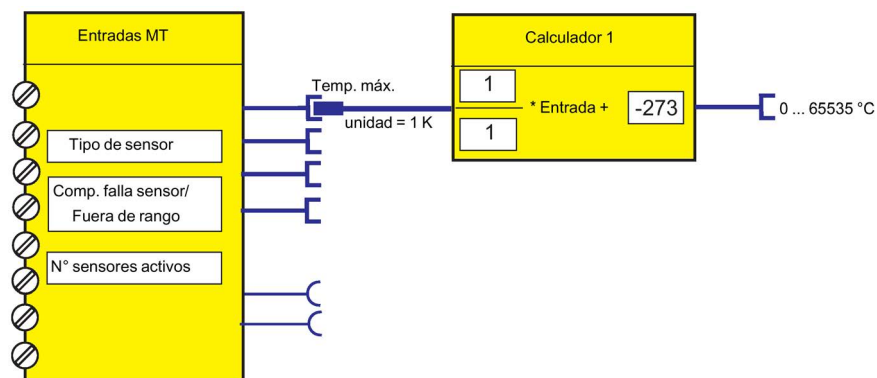 Entradas MT
Calculador 1
Temp. máx.
1
* Entrada +
-273
0 ... 65535 °C
unidad = 1 K
1
Tipo de sensor
Comp. falla sensor/
Fuera de rango
N° sensores activos